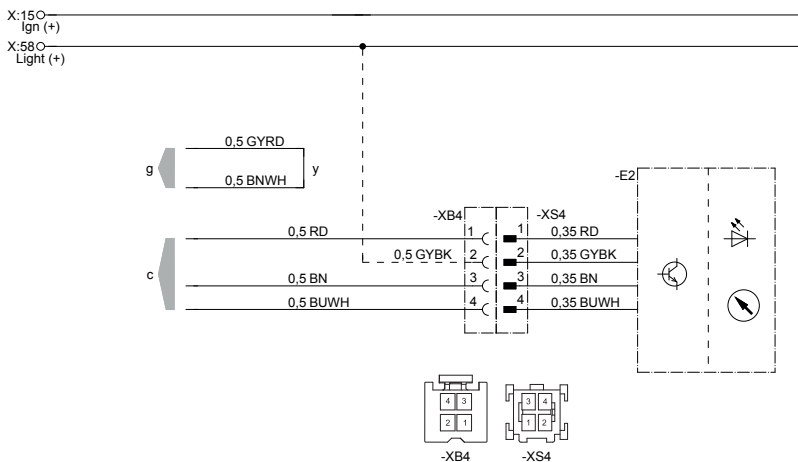 X:15
Ign (+)
X:58
Light (+)
0,5 GYRD
g
y
0,5 BNWH
-E2
-XB4
-XS4
0,5 RD
1
1
0,35 RD
0,5 GYBK
2
2
0,35 GYBK
c
0,5 BN
3
3
0,35 BN
0,5 BUWH
4
4
0,35 BUWH
4 3
3 4
2 1
1 2
-XB4
-XS4